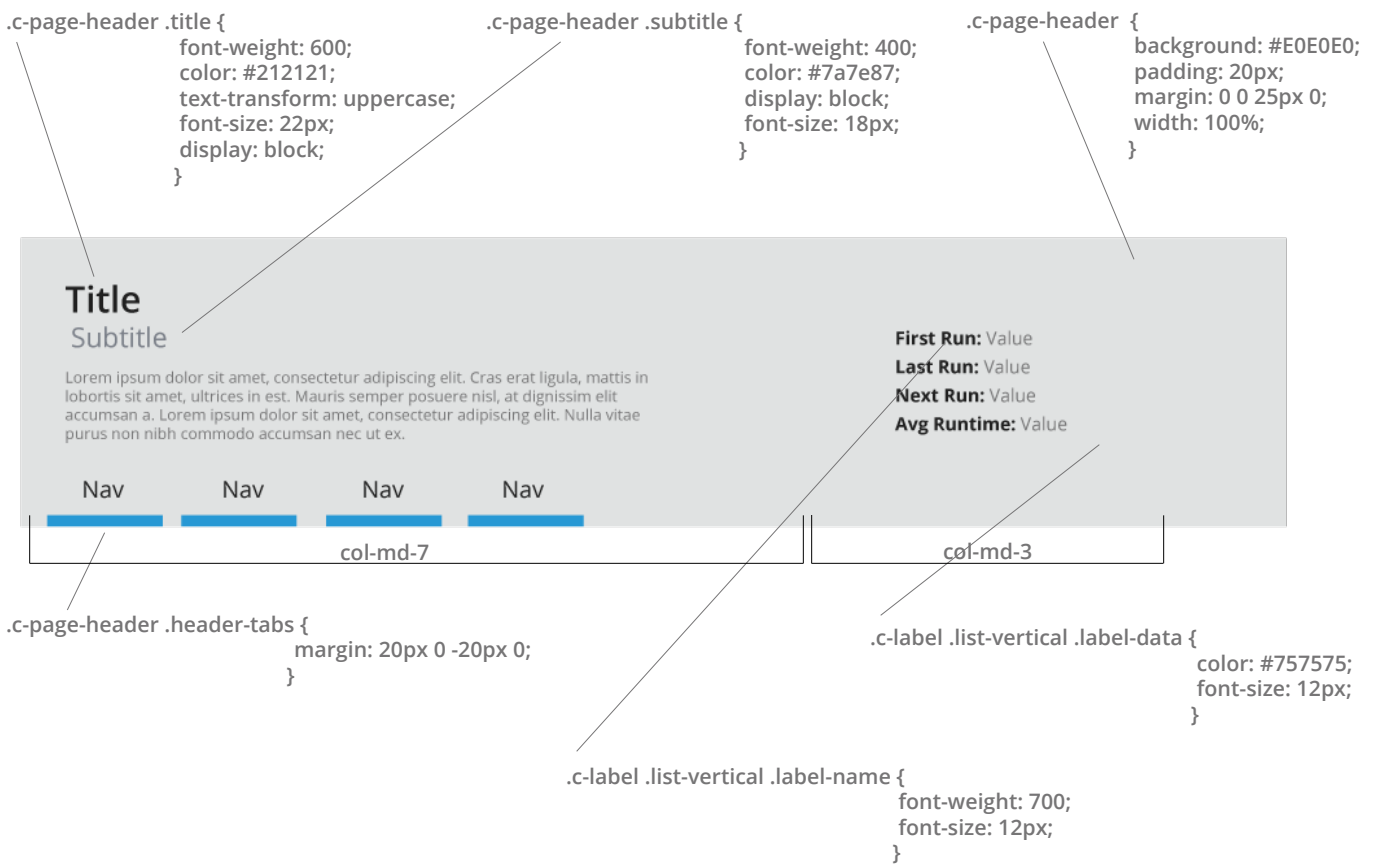 .c-page-header .title {
font-weight: 600;
color: #212121;
text-transform: uppercase;
font-size: 22px;
display: block;
}
.c-page-header .subtitle {
font-weight: 400;
color: #7a7e87;
display: block;
font-size: 18px;
}
.c-page-header {
background: #E0E0E0;
padding: 20px;
margin: 0 0 25px 0;
width: 100%;
}
Title
Subtitle
Lorem ipsum dolor sit amet, consectetur adipiscing elit. Cras erat ligula, mattis in
lobortis sit amet, ultrices in est. Mauris semper posuere nisl, at dignissim elit
accumsan a. Lorem ipsum dolor sit amet, consectetur adipiscing elit. Nulla vitae
purus non nibh commodo accumsan nec ut ex.
First Run: Value
Last Run: Value
Next Run: Value
Avg Runtime: Value
Nav Nav Nav Nav
col-md-7 col-md-3
.c-page-header .header-tabs {
margin: 20px 0 -20px 0;
}
.c-label .list-vertical .label-data {
color: #757575;
font-size: 12px;
}
.c-label .list-vertical .label-name {
font-weight: 700;
font-size: 12px;
}